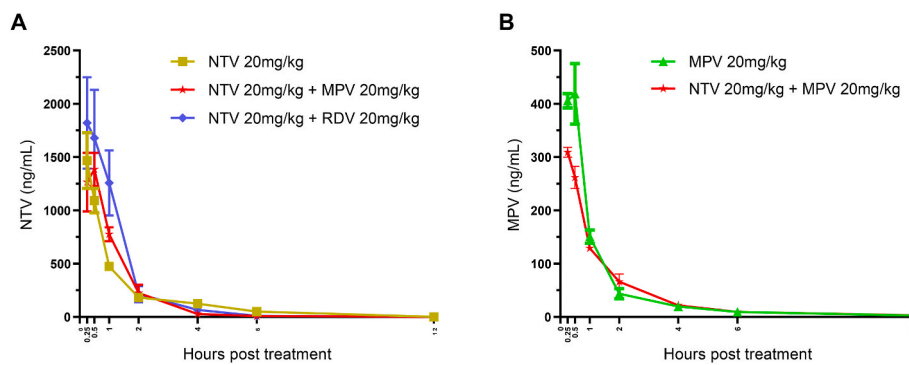 A
2500
2000
1500
1000
500
0
NTV (ng/mL)
NTV 20mg/kg
NTV 20mg/kg + MPV 20mg/kg
NTV 20mg/kg + RDV 20mg/kg
0 0.25 0.5 1 2 4 6 12
Hours post treatment
B
500
400
300
200
100
0
MPV (ng/mL)
MPV 20mg/kg
NTV 20mg/kg + MPV 20mg/kg
0 0.25 0.5 1 2 4 6
Hours post treatment